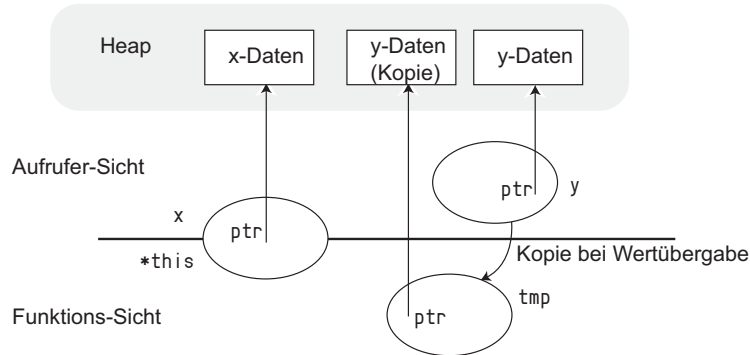 Heap
x-Daten
y-Daten
(Kopie)
y-Daten
Aufrufer-Sicht
ptr
y
x
ptr
*this
Kopie bei Wertübergabe
tmp
Funktions-Sicht
ptr